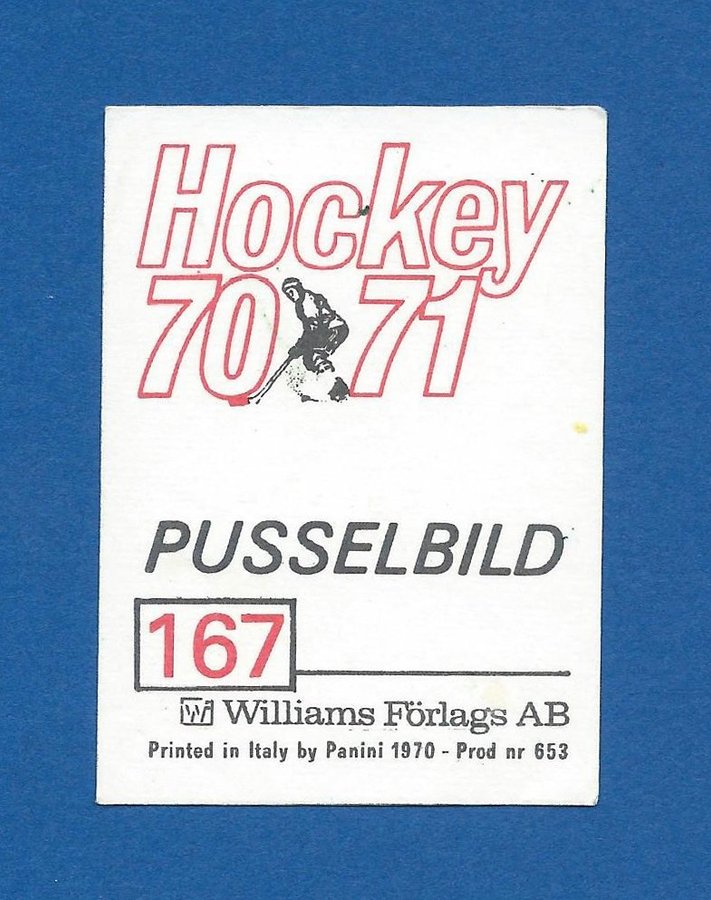 Hockey
70 71
PUSSELBILD
167
W Williams Förlags AB
Printed in Italy by Panini 1970 - Prod nr 653